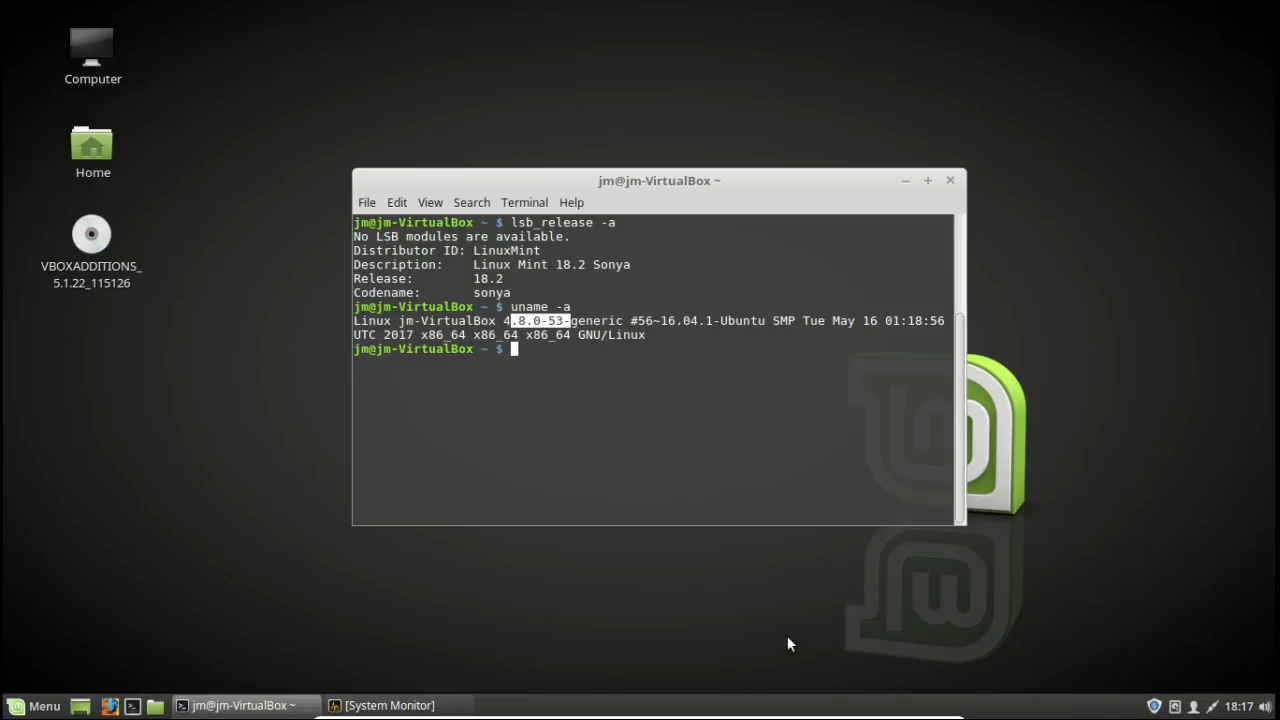 Computer
Home
VBOXADDITIONS_
5.1.22_115126
jm@jm-VirtualBox ~
File Edit View Search Terminal Help
jm@jm-VirtualBox ~ $ lsb_release -a
No LSB modules are available.
Distributor ID: LinuxMint
Description:    Linux Mint 18.2 Sonya
Release:        18.2
Codename:       sonya
jm@jm-VirtualBox ~ $ uname -a
Linux jm-VirtualBox 4.8.0-53-generic #56~16.04.1-Ubuntu SMP Tue May 16 01:18:56
UTC 2017 x86_64 x86_64 x86_64 GNU/Linux
jm@jm-VirtualBox ~ $
Menu jm@jm-VirtualBox ~ [System Monitor] 18:17